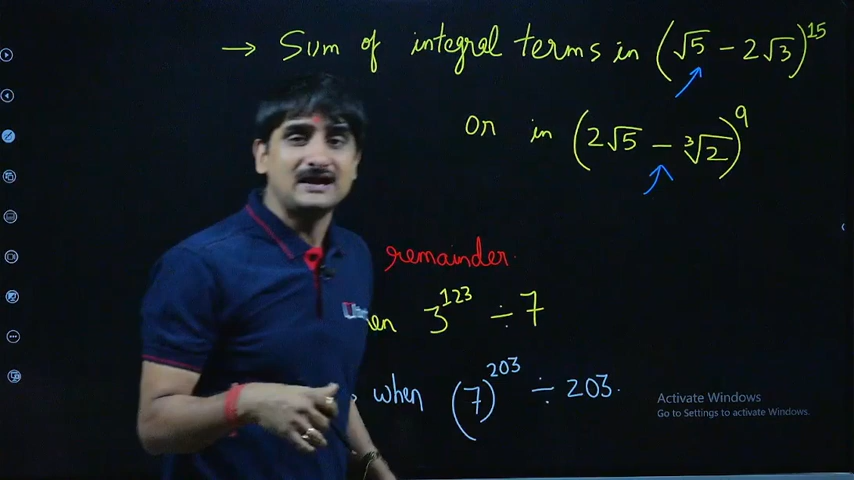 → Sum of integral terms in (√5 − 2√3)^15
or in (2√5 − ∛2)^9
remainder.
3^123 ÷ 7
when (7)^203 ÷ 203.
Activate Windows
Go to Settings to activate Windows.